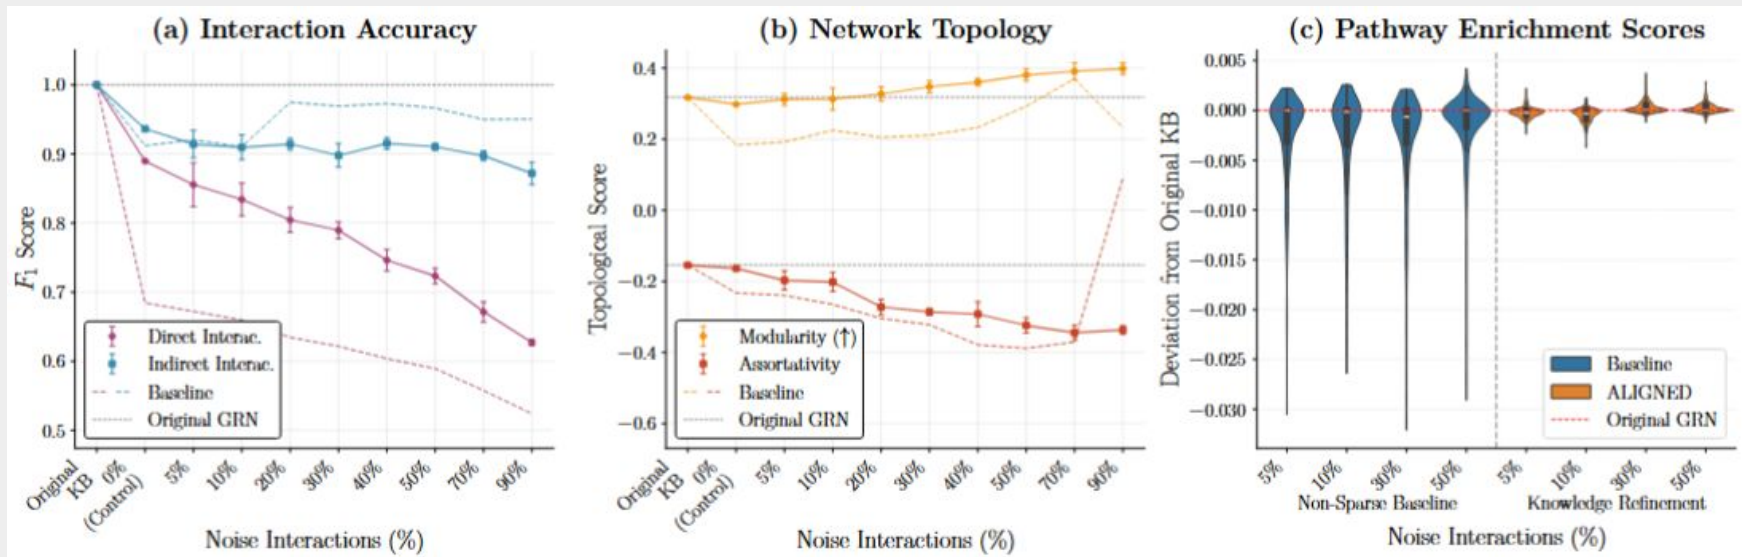 (a) Interaction Accuracy
F₁ Score
1.0
0.9
0.8
0.7
0.6
0.5
Direct Interac.
Indirect Interac.
Baseline
Original GRN
Original KB
0% (Control)
5%
10%
20%
30%
40%
50%
70%
90%
Noise Interactions (%)
(b) Network Topology
Topological Score
0.4
0.2
0.0
−0.2
−0.4
−0.6
Modularity (↑)
Assortativity
Baseline
Original GRN
Original KB
0% (Control)
5%
10%
20%
30%
40%
50%
70%
90%
Noise Interactions (%)
(c) Pathway Enrichment Scores
Deviation from Original KB
0.005
0.000
−0.005
−0.010
−0.015
−0.020
−0.025
−0.030
Baseline
ALIGNED
Original GRN
5%
10%
30%
50%
5%
10%
30%
50%
Non-Sparse Baseline
Knowledge Refinement
Noise Interactions (%)